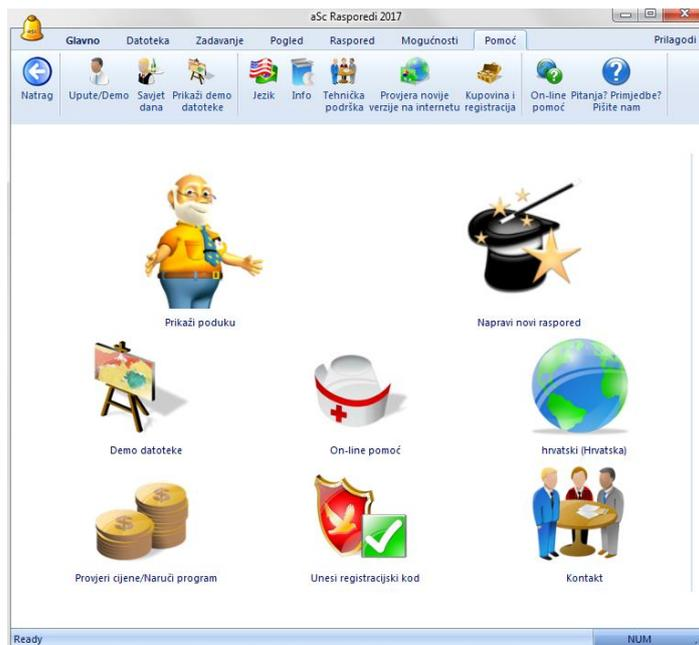 aSc Rasporedi 2017
aSc
Glavno Datoteka Zadavanje Pogled Raspored Mogućnosti Pomoć Prilagodi
Natrag
Upute/Demo
Savjet
dana
Prikaži demo
datoteke
Jezik
Info
Tehnička
podrška
Provjera novije
verzije na internetu
Kupovina i
registracija
On-line
pomoć
Pitanja? Primjedbe?
Pišite nam
Prikaži poduku
Napravi novi raspored
Demo datoteke
On-line pomoć
hrvatski (Hrvatska)
Provjeri cijene/Naruči program
Unesi registracijski kod
Kontakt
Ready
NUM